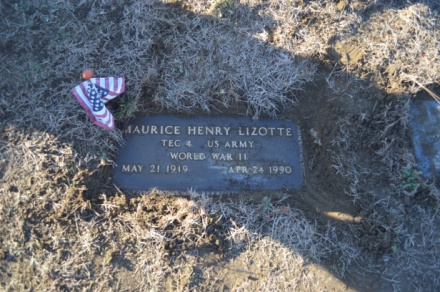 MAURICE HENRY LIZOTTE
TEC 4 US ARMY
WORLD WAR II
MAY 21 1919 APR 24 1990